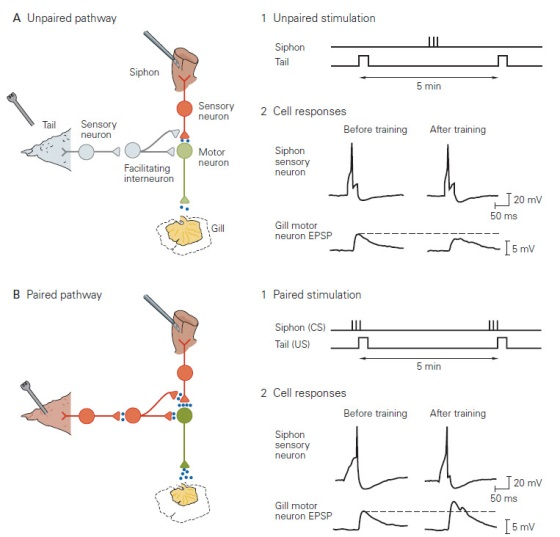 A Unpaired pathway
Siphon
Sensory
neuron
Tail
Sensory
neuron
Facilitating
interneuron
Motor
neuron
Gill
1 Unpaired stimulation
Siphon
Tail
5 min
2 Cell responses
Before training
After training
Siphon
sensory
neuron
20 mV
50 ms
Gill motor
neuron EPSP
5 mV
B Paired pathway
Siphon
1 Paired stimulation
Siphon (CS)
Tail (US)
5 min
2 Cell responses
Before training
After training
Siphon
sensory
neuron
20 mV
50 ms
Gill motor
neuron EPSP
5 mV